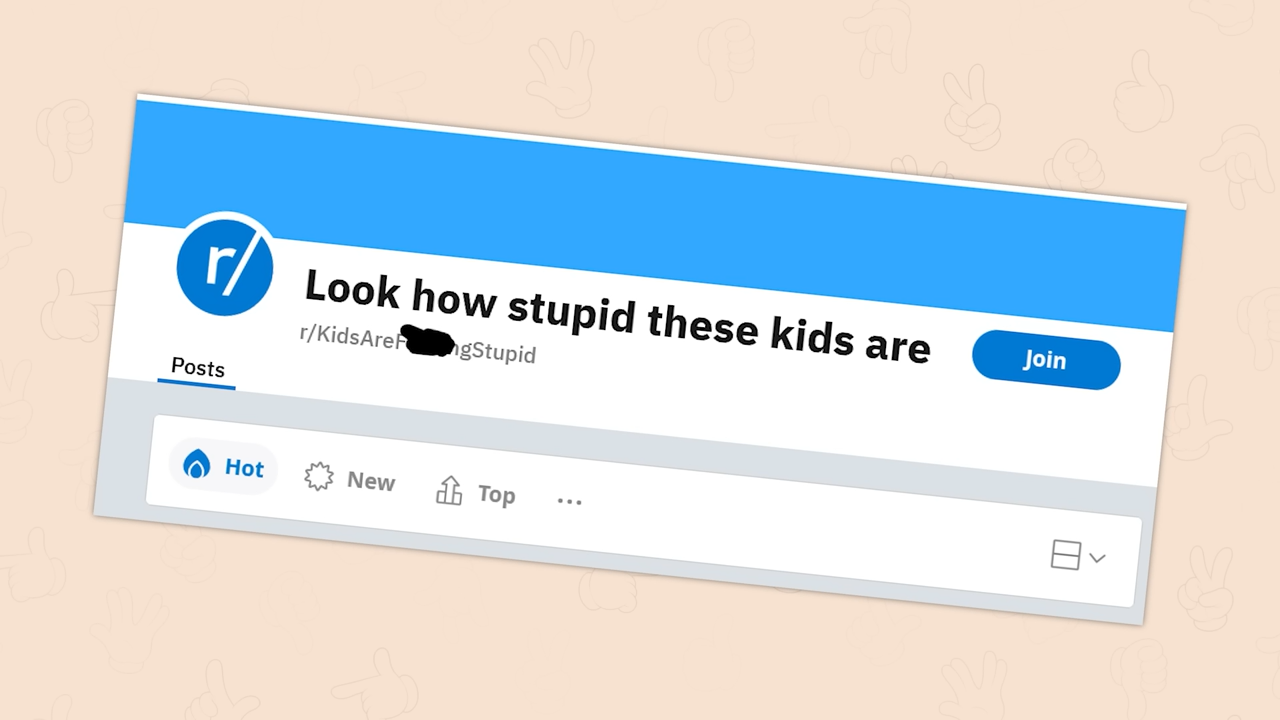 r/
Look how stupid these kids are
r/KidsAreF ngStupid
Join
Posts
Hot
New
Top
...